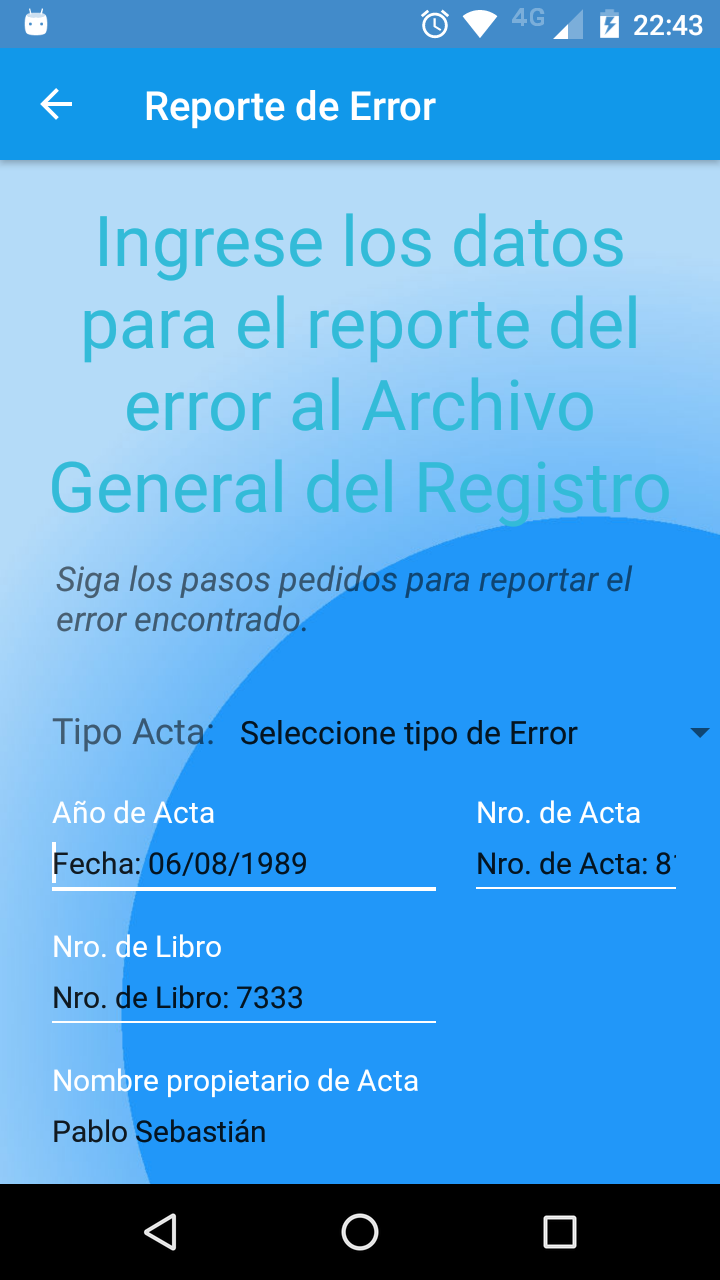 4G 22:43
Reporte de Error
Ingrese los datos
para el reporte del
error al Archivo
General del Registro
Siga los pasos pedidos para reportar el
error encontrado.
Tipo Acta: Seleccione tipo de Error
Año de Acta Nro. de Acta
Fecha: 06/08/1989 Nro. de Acta: 8
Nro. de Libro
Nro. de Libro: 7333
Nombre propietario de Acta
Pablo Sebastián